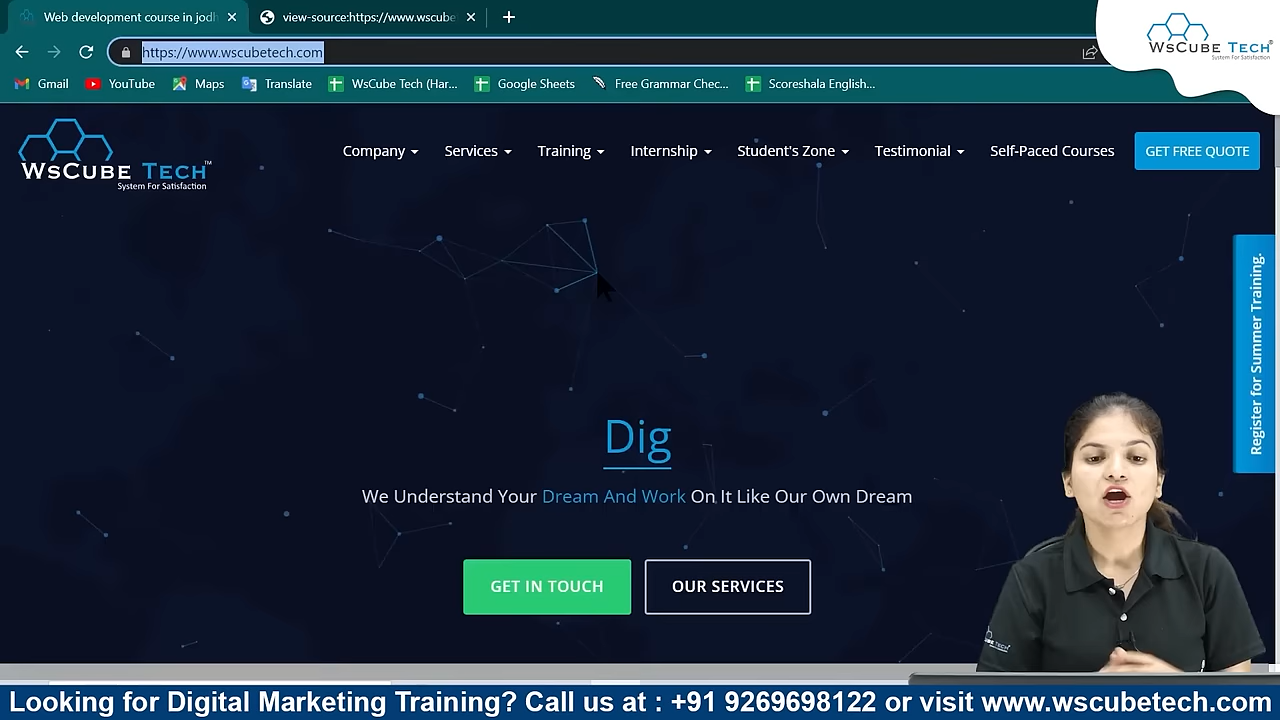 Web development course in jodh
view-source:https://www.wscube
https://www.wscubetech.com
WSCUBE TECH®
System For Satisfaction
Gmail
YouTube
Maps
Translate
WsCube Tech (Har...
Google Sheets
Free Grammar Chec...
Scoreshala English...
WSCUBE TECH™
System For Satisfaction
Company
Services
Training
Internship
Student's Zone
Testimonial
Self-Paced Courses
GET FREE QUOTE
Register for Summer Training.
Dig
We Understand Your Dream And Work On It Like Our Own Dream
GET IN TOUCH
OUR SERVICES
WSCUBE TECH
Looking for Digital Marketing Training? Call us at : +91 9269698122 or visit www.wscubetech.com